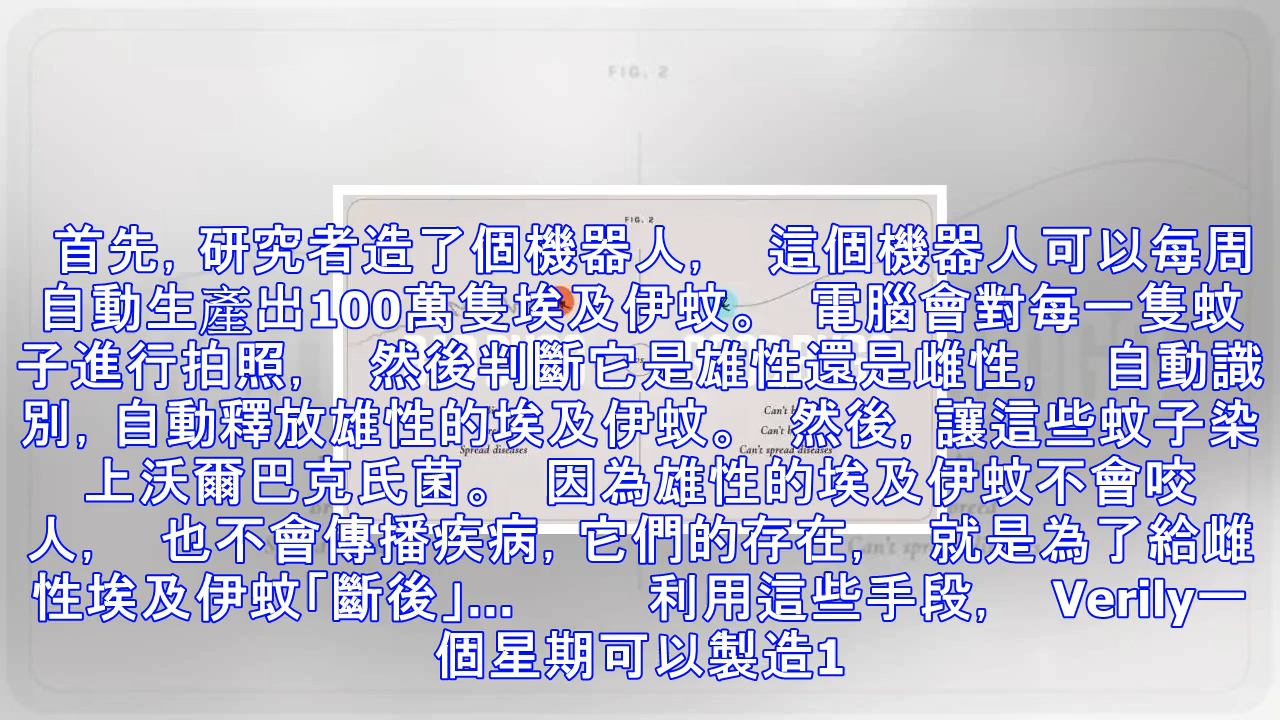 FIG. 2
FIG. 2
首先, 研究者造了個機器人, 這個機器人可以每周
自動生產出100萬隻埃及伊蚊。 電腦會對每一隻蚊
子進行拍照, 然後判斷它是雄性還是雌性, 自動識
別, 自動釋放雄性的埃及伊蚊。 然後, 讓這些蚊子染
上沃爾巴克氏菌。 因為雄性的埃及伊蚊不會咬
人, 也不會傳播疾病, 它們的存在, 就是為了給雌
性埃及伊蚊「斷後」... 利用這些手段, Verily一
個星期可以製造1
vs
Can't
Can't
Spread diseases
Can't spread diseases